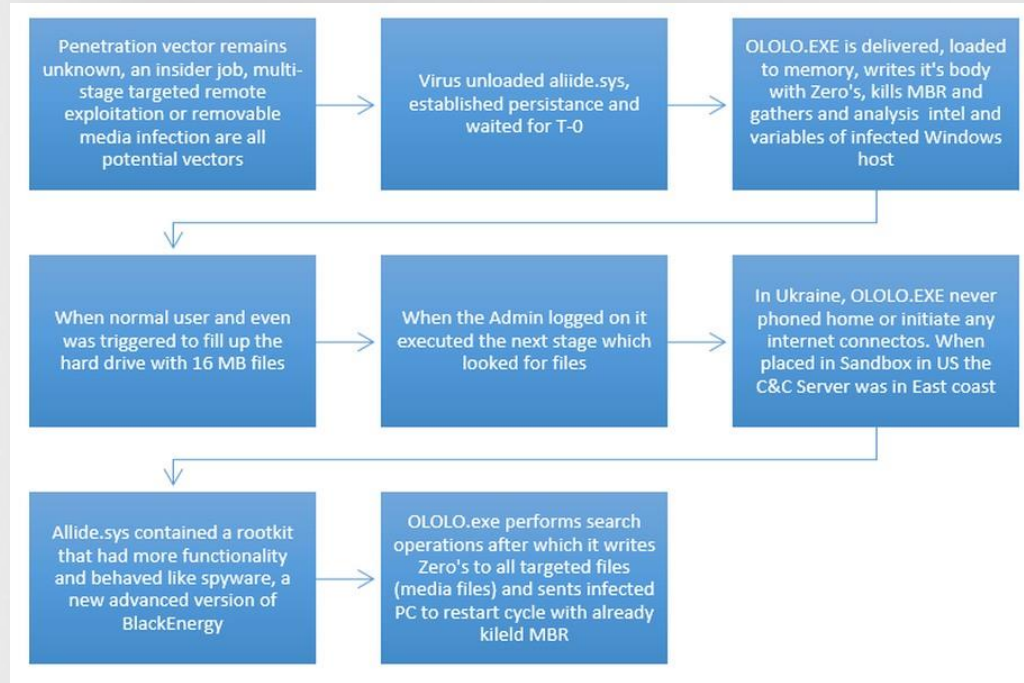 Penetration vector remains
unknown, an insider job, multi-
stage targeted remote
exploitation or removable
media infection are all
potential vectors
Virus unloaded aliide.sys,
established persistance and
waited for T-0
OLOLO.EXE is delivered, loaded
to memory, writes it's body
with Zero's, kills MBR and
gathers and analysis intel and
variables of infected Windows
host
When normal user and even
was triggered to fill up the
hard drive with 16 MB files
When the Admin logged on it
executed the next stage which
looked for files
In Ukraine, OLOLO.EXE never
phoned home or initiate any
internet connectos. When
placed in Sandbox in US the
C&C Server was in East coast
Allide.sys contained a rootkit
that had more functionality
and behaved like spyware, a
new advanced version of
BlackEnergy
OLOLO.exe performs search
operations after which it writes
Zero's to all targeted files
(media files) and sents infected
PC to restart cycle with already
kileld MBR